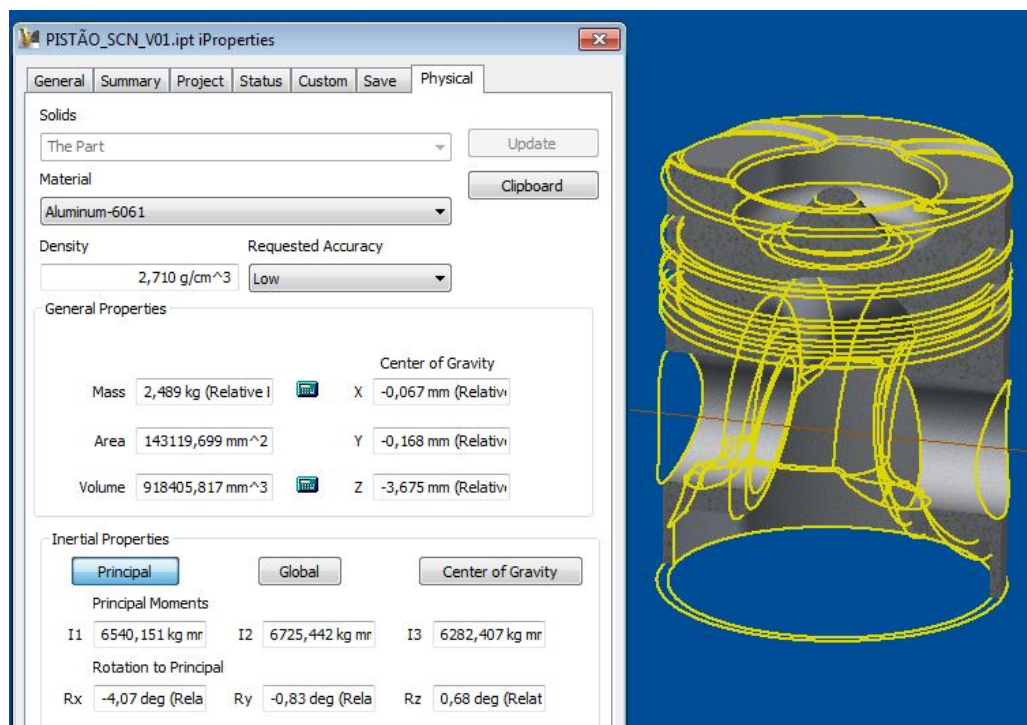 PISTÃO_SCN_V01.ipt iProperties
General Summary Project Status Custom Save Physical
Solids
The Part Update
Material Clipboard
Aluminum-6061
Density Requested Accuracy
2,710 g/cm^3 Low
General Properties
Center of Gravity
Mass 2,489 kg (Relative X -0,067 mm (Relativ
Area 143119,699 mm^2 Y -0,168 mm (Relativ
Volume 918405,817 mm^3 Z -3,675 mm (Relativ
Inertial Properties
Principal Global Center of Gravity
Principal Moments
I1 6540,151 kg mr I2 6725,442 kg mr I3 6282,407 kg mr
Rotation to Principal
Rx -4,07 deg (Rela Ry -0,83 deg (Rela Rz 0,68 deg (Relat